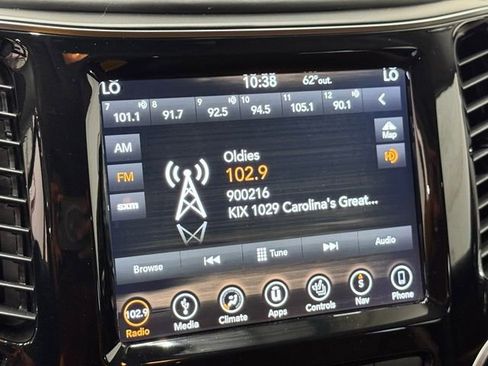 LO 10:38 62°out. LO
7 8 9 10 11 12
101.1 91.7 92.5 94.5 105.1 90.1
AM
Map
Oldies
FM 102.9
900216
sxm KIX 1029 Carolina's Great...
Browse Tune Audio
102.9
Radio Media Climate Apps Controls Nav Phone